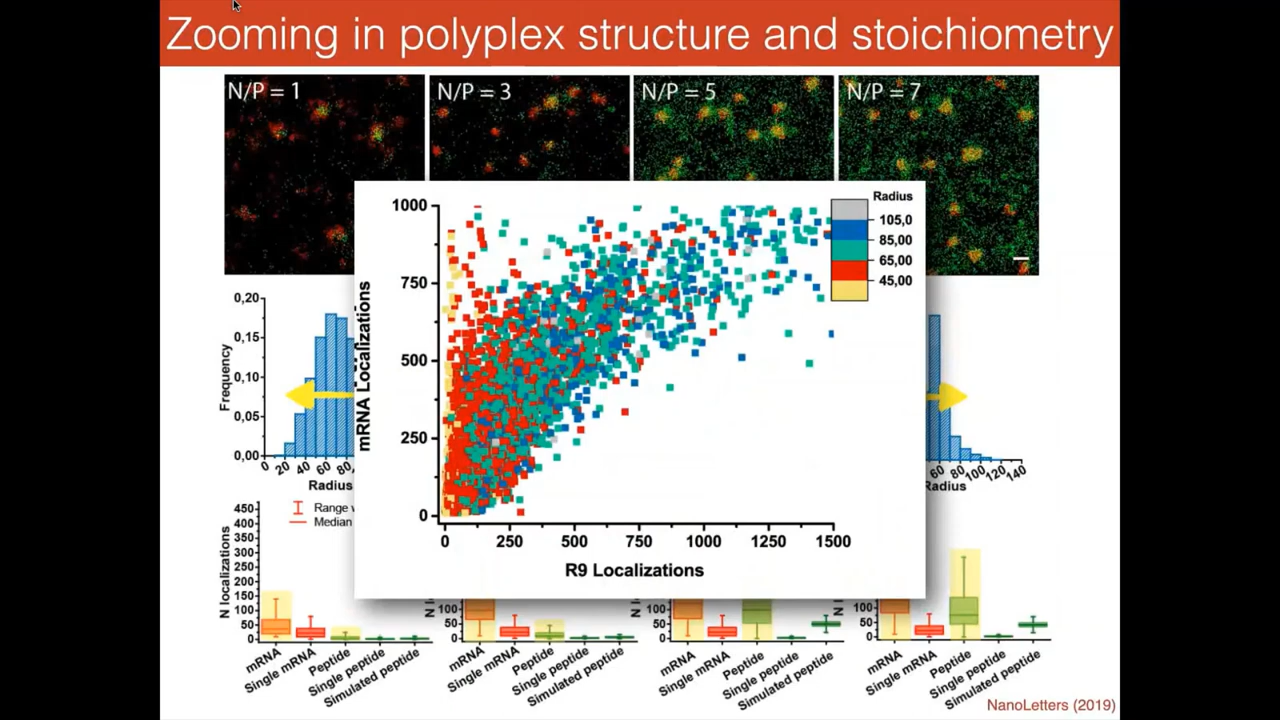 Zooming in polyplex structure and stoichiometry
N/P = 1
N/P = 3
N/P = 5
N/P = 7
Radius
105,0
85,00
65,00
45,00
1000
750
500
250
0
mRNA Localizations
0 250 500 750 1000 1250 1500
R9 Localizations
0,20
0,15
0,10
0,05
0,00
Frequency
0 20 40 60 80
Radius
60 80 100 120 140
Radius
Range
Median
450
400
350
300
250
200
150
100
50
0
N localizations
mRNA
Single mRNA
Peptide
Single peptide
Simulated peptide
100
50
0
mRNA
Single mRNA
Peptide
Single peptide
Simulated peptide
100
50
0
mRNA
Single mRNA
Peptide
Single peptide
Simulated peptide
100
50
0
mRNA
Single mRNA
Peptide
Single peptide
Simulated peptide
NanoLetters (2019)